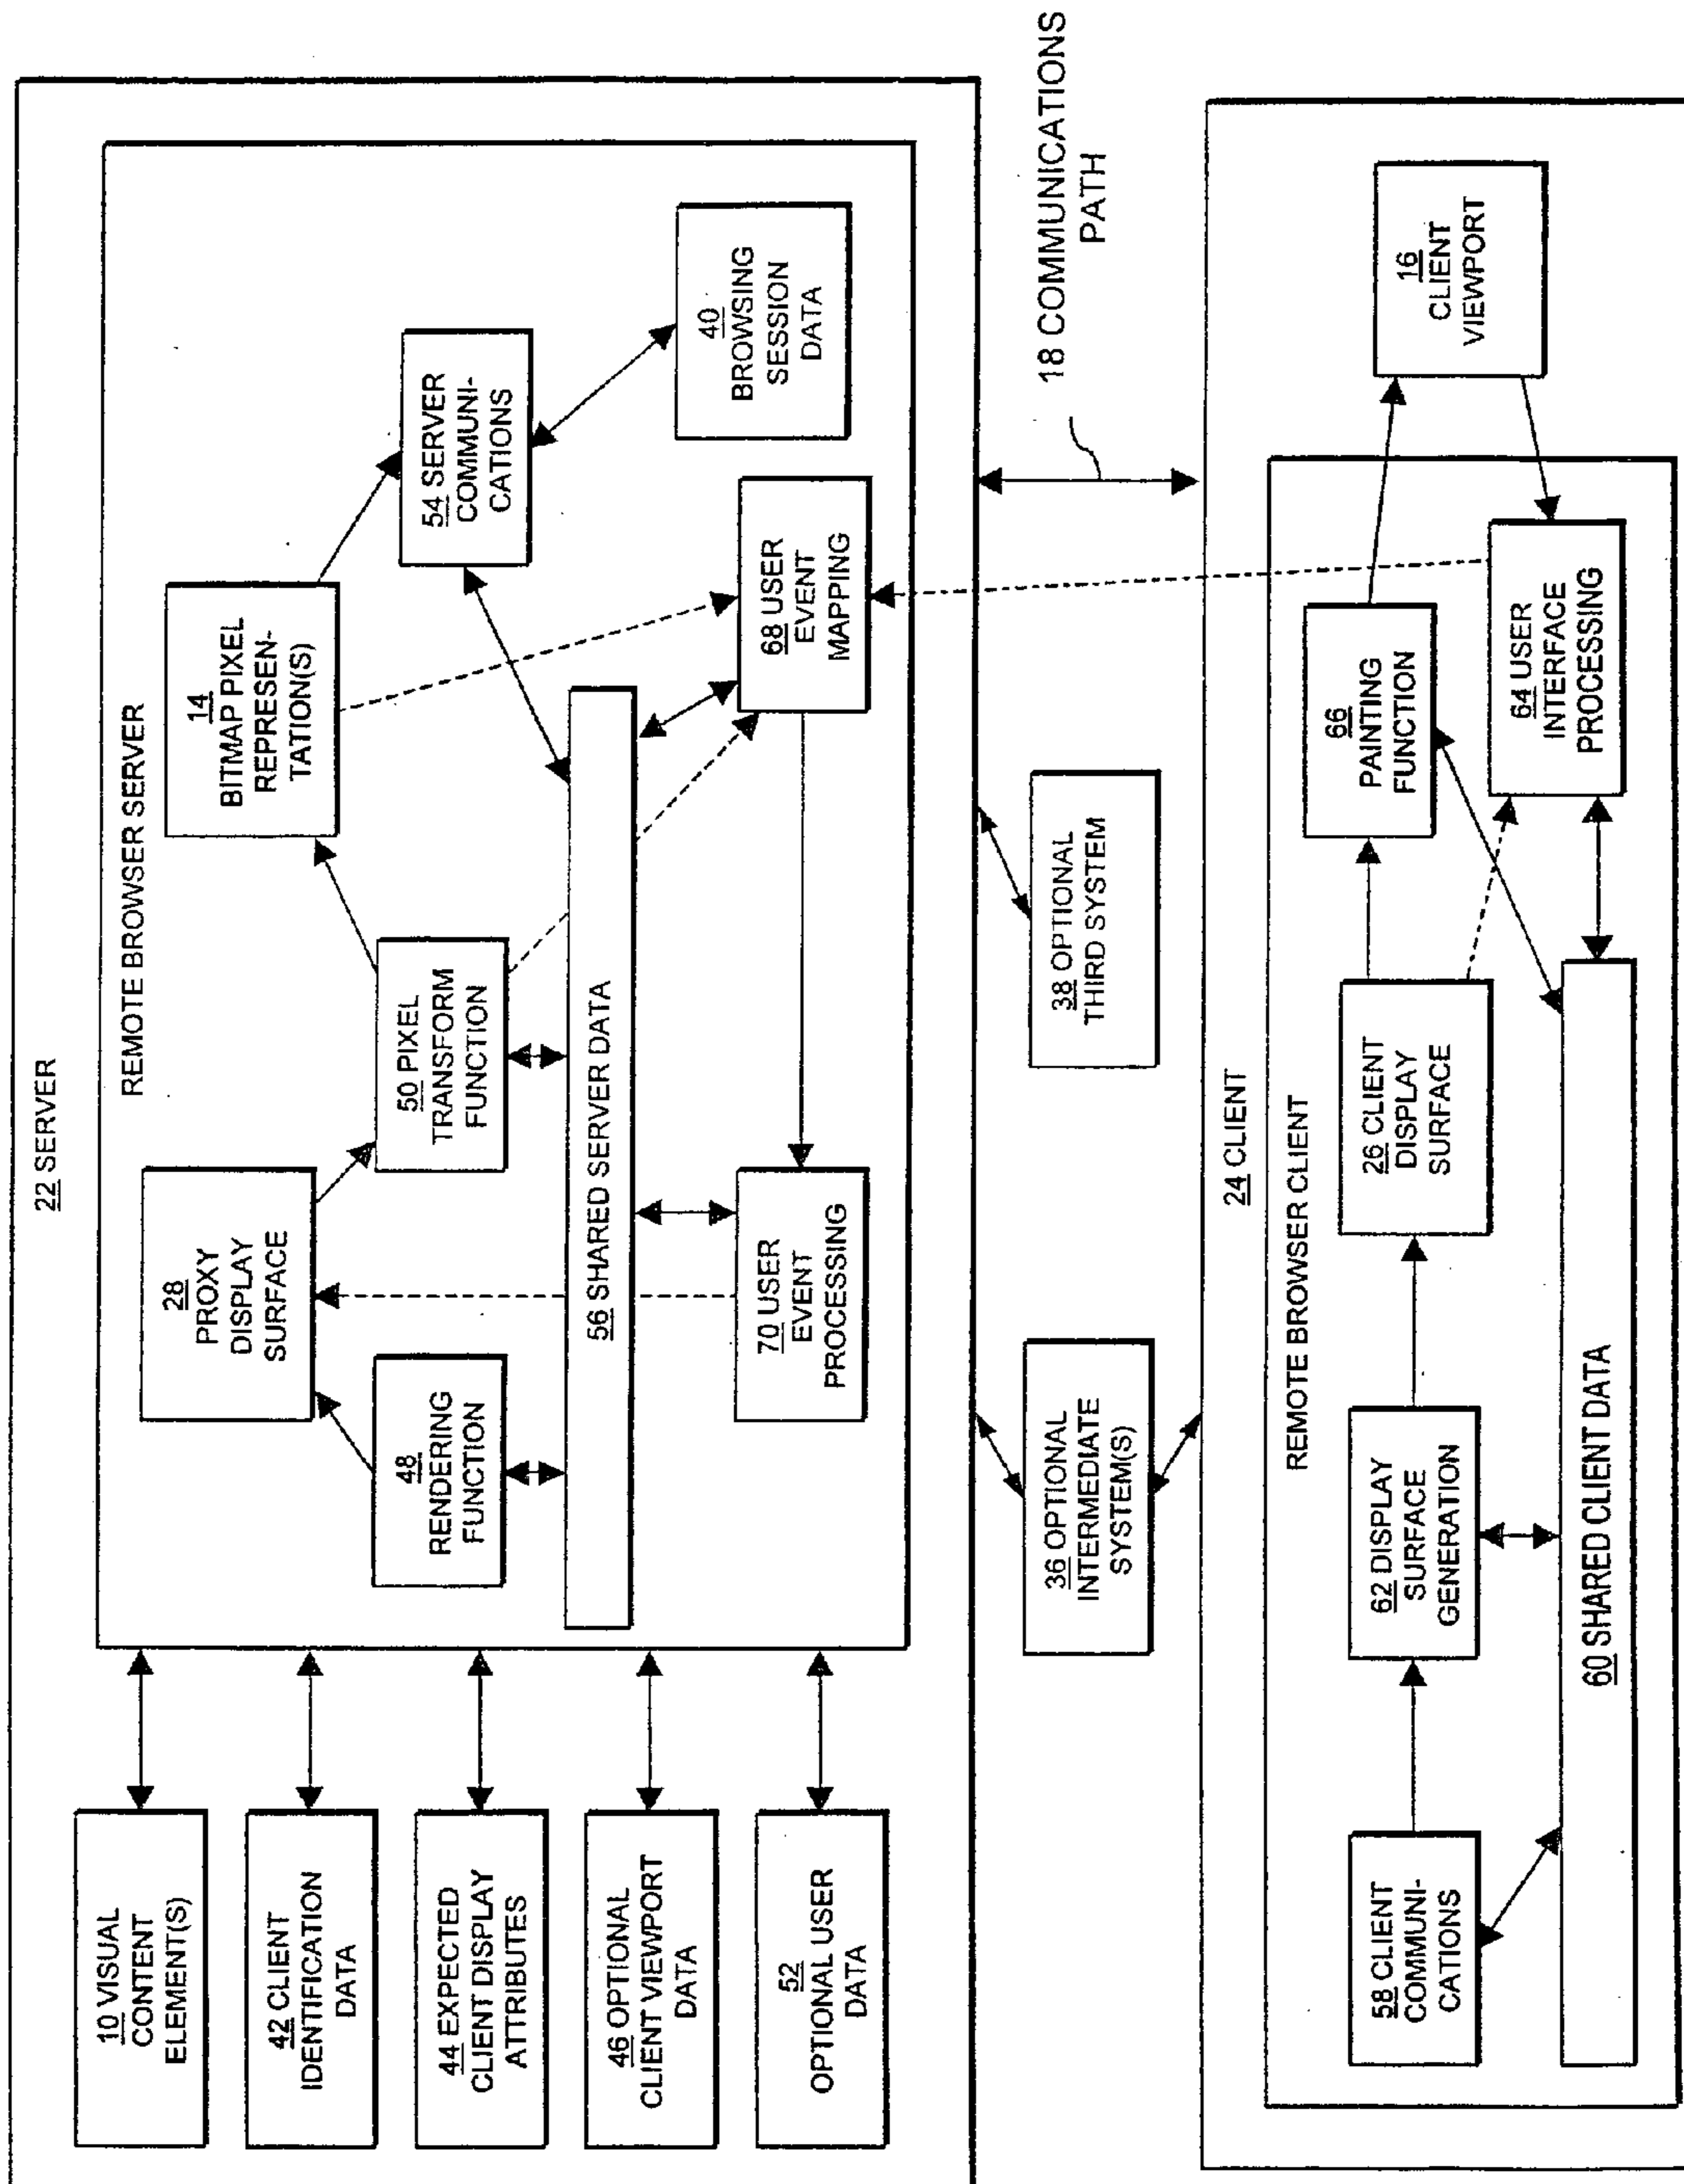 22 SERVER
REMOTE BROWSER SERVER
10 VISUAL
CONTENT
ELEMENT(S)
42 CLIENT
IDENTIFICATION
DATA
44 EXPECTED
CLIENT DISPLAY
ATTRIBUTES
46 OPTIONAL
CLIENT VIEWPORT
DATA
52
OPTIONAL USER
DATA
28
PROXY
DISPLAY
SURFACE
14
BITMAP PIXEL
REPRESEN-
TATION(S)
48
RENDERING
FUNCTION
50 PIXEL
TRANSFORM
FUNCTION
54 SERVER
COMMUNI-
CATIONS
56 SHARED SERVER DATA
70 USER
EVENT
PROCESSING
68 USER
EVENT
MAPPING
40
BROWSING
SESSION
DATA
36 OPTIONAL
INTERMEDIATE
SYSTEM(S)
38 OPTIONAL
THIRD SYSTEM
18 COMMUNICATIONS
PATH
24 CLIENT
REMOTE BROWSER CLIENT
58 CLIENT
COMMUNI-
CATIONS
62 DISPLAY
SURFACE
GENERATION
26 CLIENT
DISPLAY
SURFACE
66
PAINTING
FUNCTION
64 USER
INTERFACE
PROCESSING
16
CLIENT
VIEWPORT
60 SHARED CLIENT DATA